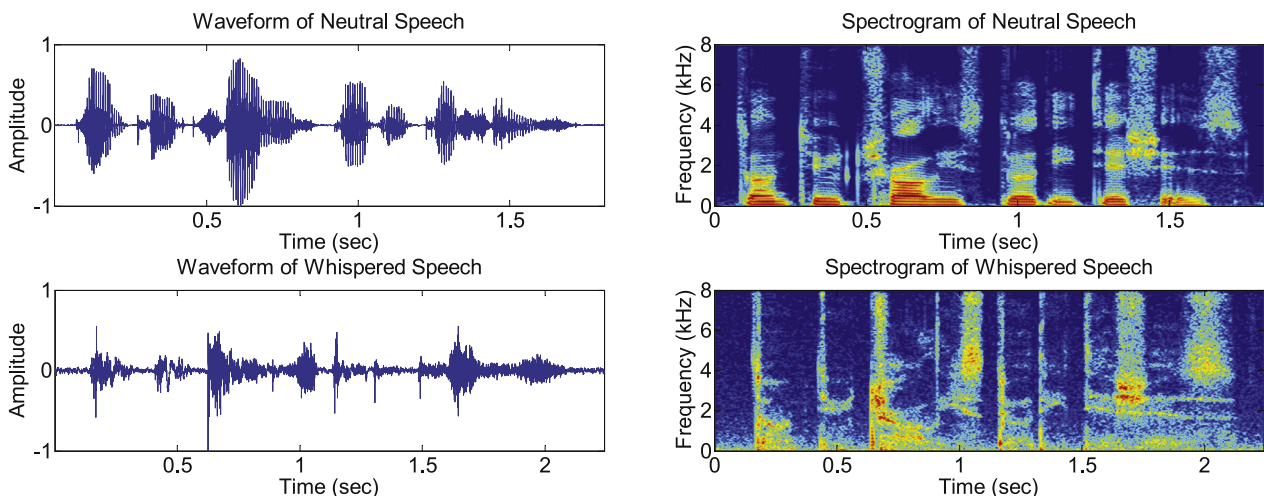 Waveform of Neutral Speech
1
0
-1
Amplitude
0.5 1 1.5
Time (sec)
Spectrogram of Neutral Speech
8
6
4
2
0
Frequency (kHz)
0 0.5 1 1.5
Time (sec)
Waveform of Whispered Speech
1
0
-1
Amplitude
0.5 1 1.5 2
Time (sec)
Spectrogram of Whispered Speech
8
6
4
2
0
Frequency (kHz)
0 0.5 1 1.5 2
Time (sec)